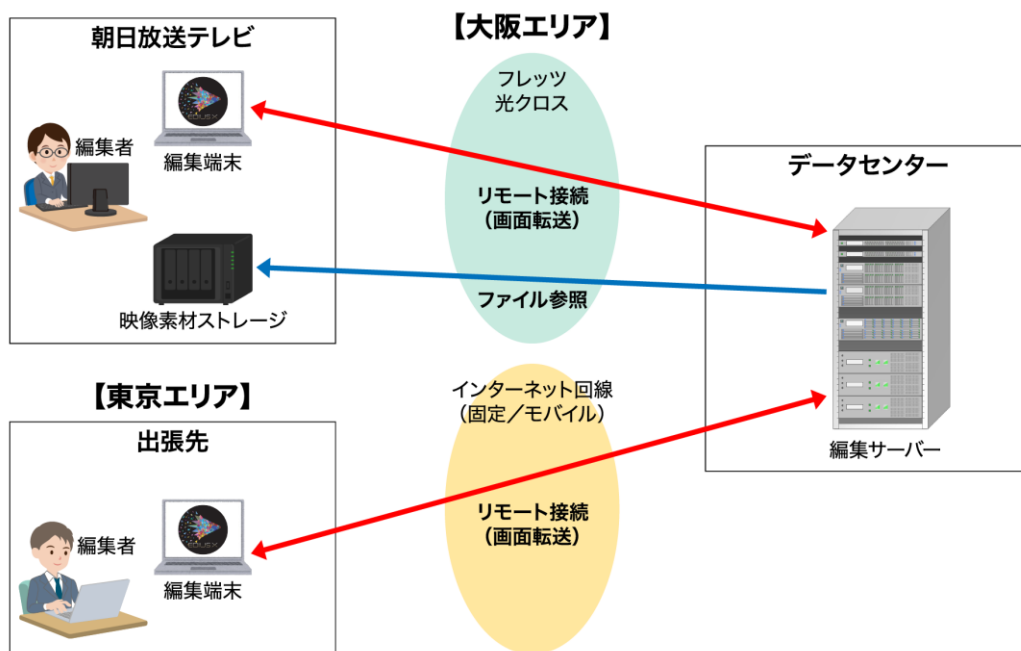 【大阪エリア】
朝日放送テレビ
編集者
編集端末
映像素材ストレージ
フレッツ
光クロス
リモート接続
（画面転送）
ファイル参照
データセンター
編集サーバー
【東京エリア】
出張先
編集者
編集端末
インターネット回線
（固定／モバイル）
リモート接続
（画面転送）